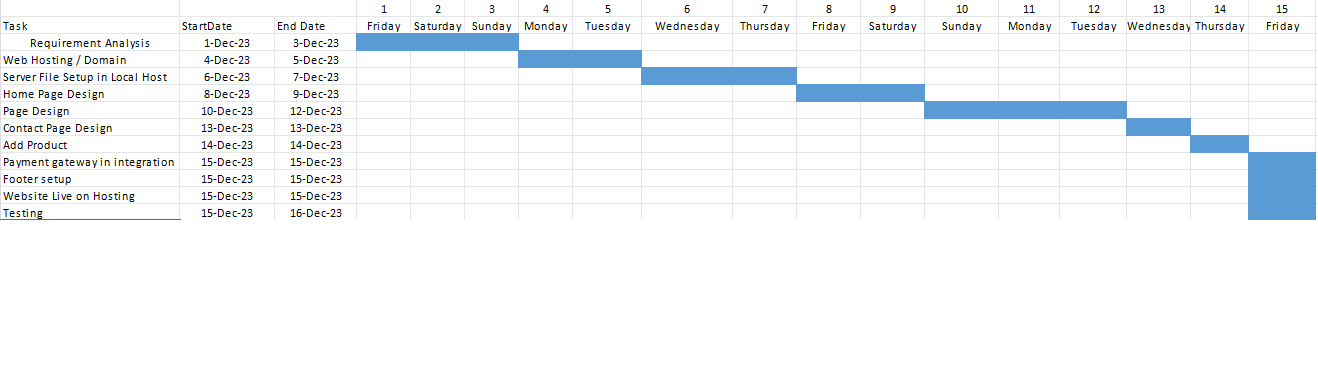 1 2 3 4 5 6 7 8 9 10 11 12 13 14 15
Task StartDate End Date Friday Saturday Sunday Monday Tuesday Wednesday Thursday Friday Saturday Sunday Monday Tuesday Wednesday Thursday Friday
Requirement Analysis 1-Dec-23 3-Dec-23
Web Hosting / Domain 4-Dec-23 5-Dec-23
Server File Setup in Local Host 6-Dec-23 7-Dec-23
Home Page Design 8-Dec-23 9-Dec-23
Page Design 10-Dec-23 12-Dec-23
Contact Page Design 13-Dec-23 13-Dec-23
Add Product 14-Dec-23 14-Dec-23
Payment gateway in integration 15-Dec-23 15-Dec-23
Footer setup 15-Dec-23 15-Dec-23
Website Live on Hosting 15-Dec-23 15-Dec-23
Testing 15-Dec-23 16-Dec-23